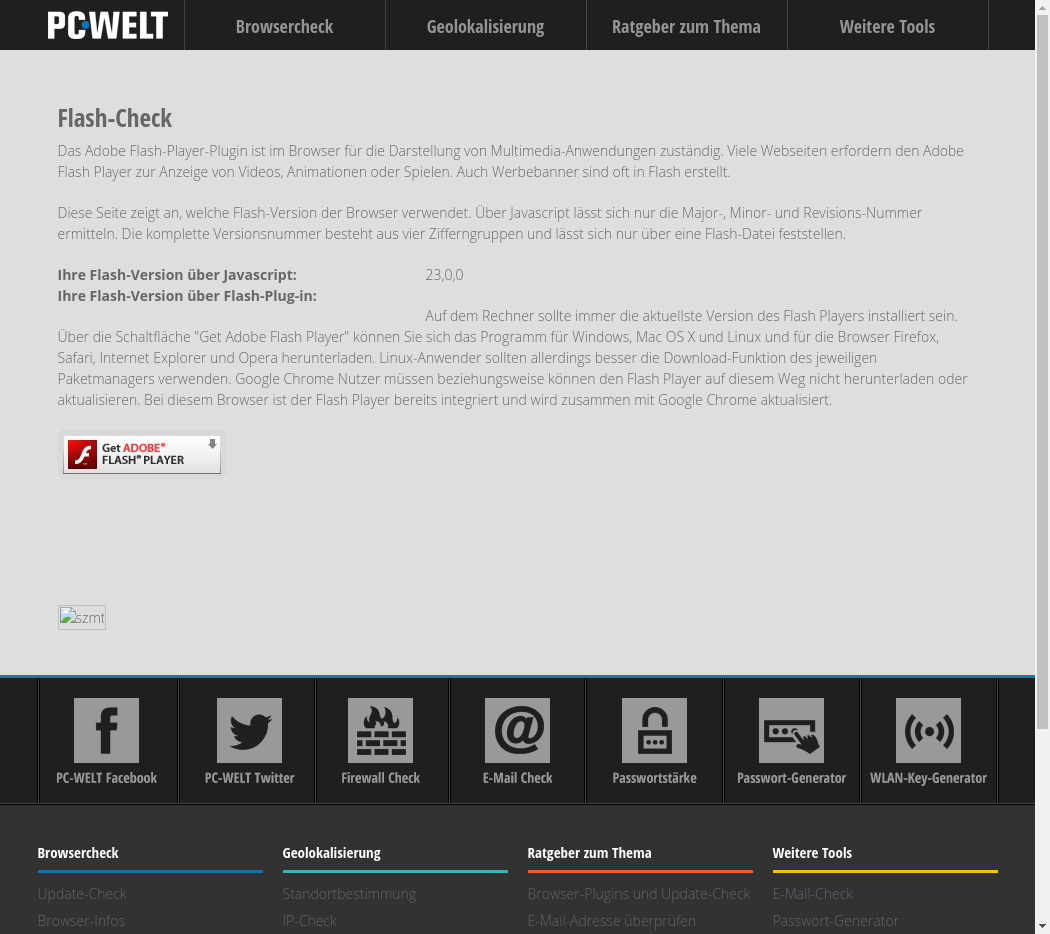 PC WELT
Browsercheck
Geolokalisierung
Ratgeber zum Thema
Weitere Tools
Flash-Check
Das Adobe Flash-Player-Plugin ist im Browser für die Darstellung von Multimedia-Anwendungen zuständig. Viele Webseiten erfordern den Adobe
Flash Player zur Anzeige von Videos, Animationen oder Spielen. Auch Werbebanner sind oft in Flash erstellt.
Diese Seite zeigt an, welche Flash-Version der Browser verwendet. Über Javascript lässt sich nur die Major-, Minor- und Revisions-Nummer
ermitteln. Die komplette Versionsnummer besteht aus vier Zifferngruppen und lässt sich nur über eine Flash-Datei feststellen.
Ihre Flash-Version über Javascript: 23,0,0
Ihre Flash-Version über Flash-Plug-in:
Auf dem Rechner sollte immer die aktuellste Version des Flash Players installiert sein.
Über die Schaltfläche "Get Adobe Flash Player" können Sie sich das Programm für Windows, Mac OS X und Linux und für die Browser Firefox,
Safari, Internet Explorer und Opera herunterladen. Linux-Anwender sollten allerdings besser die Download-Funktion des jeweiligen
Paketmanagers verwenden. Google Chrome Nutzer müssen beziehungsweise können den Flash Player auf diesem Weg nicht herunterladen oder
aktualisieren. Bei diesem Browser ist der Flash Player bereits integriert und wird zusammen mit Google Chrome aktualisiert.
Get ADOBE®
FLASH® PLAYER
szmt
PC-WELT Facebook
PC-WELT Twitter
Firewall Check
E-Mail Check
Passwortstärke
Passwort-Generator
WLAN-Key-Generator
Browsercheck
Geolokalisierung
Ratgeber zum Thema
Weitere Tools
Update-Check
Standortbestimmung
Browser-Plugins und Update-Check
E-Mail-Check
Browser-Infos
IP-Check
E-Mail-Adresse überprüfen
Passwort-Generator